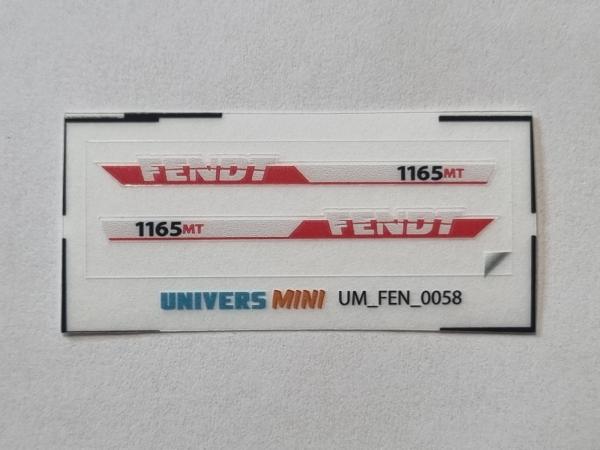 FENDT 1165MT
1165MT FENDT
UNIVERS MINI UM_FEN_0058